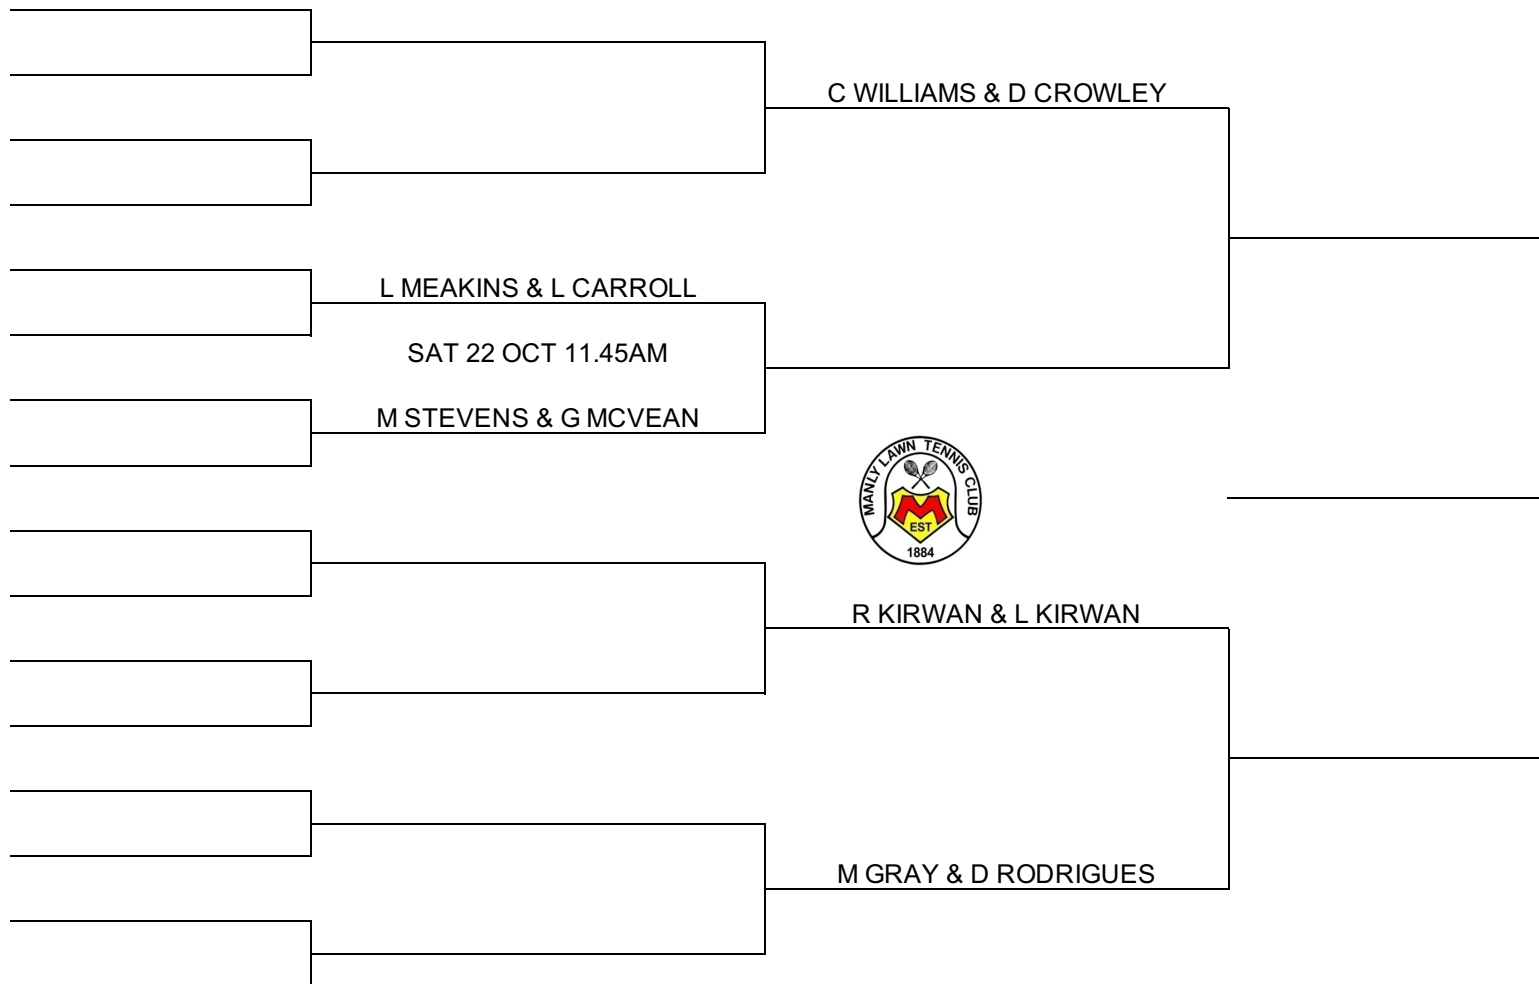 C WILLIAMS & D CROWLEY
L MEAKINS & L CARROLL
SAT 22 OCT 11.45AM
M STEVENS & G MCVEAN
MANLY LAWN TENNIS CLUB
M
EST
1884
R KIRWAN & L KIRWAN
M GRAY & D RODRIGUES